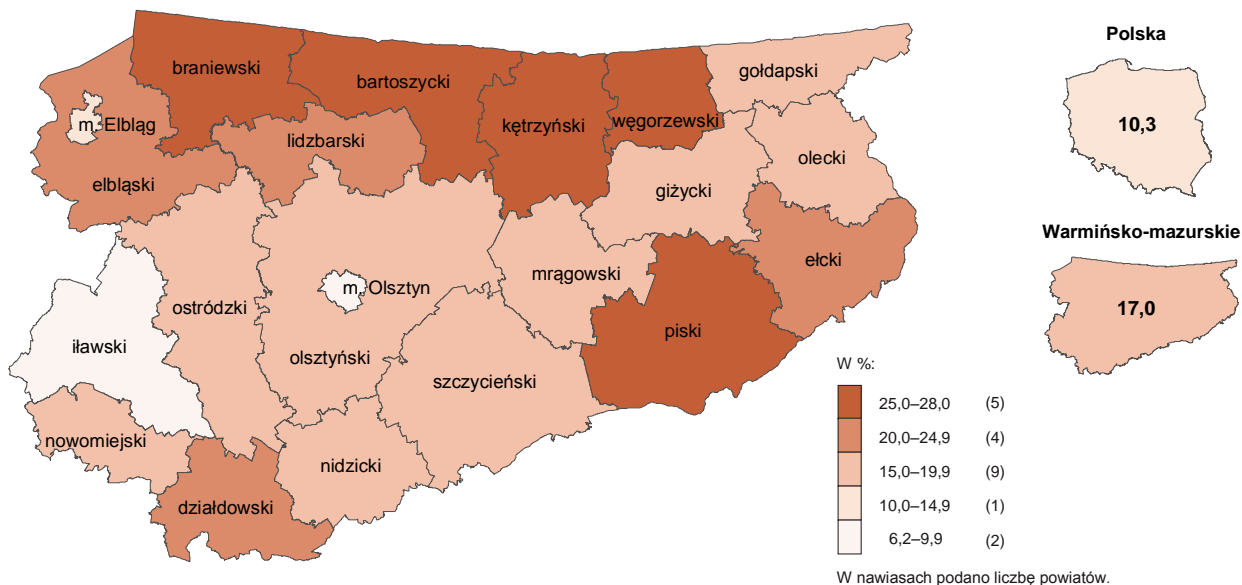 Polska
10,3
Warmińsko-mazurskie
17,0
braniewski
bartoszycki
gołdapski
kętrzyński
węgorzewski
m. Elbląg
lidzbarski
olecki
elbląski
giżycki
ełcki
mrągowski
m. Olsztyn
ostródzki
piski
iławski
olsztyński
szczycieński
nowomiejski
nidzicki
działdowski
W %:
25,0–28,0 (5)
20,0–24,9 (4)
15,0–19,9 (9)
10,0–14,9 (1)
6,2–9,9 (2)
W nawiasach podano liczbę powiatów.